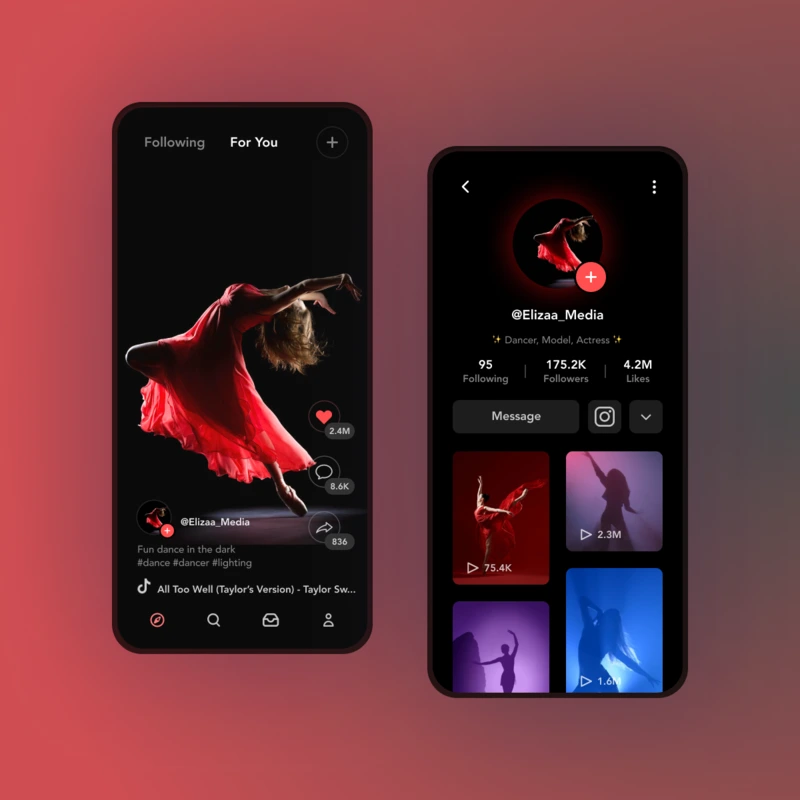 Following For You
2.4M
8.6K
@Elizaa_Media
836
Fun dance in the dark
#dance #dancer #lighting
All Too Well (Taylor's Version) - Taylor Sw...
@Elizaa_Media
✨ Dancer, Model, Actress ✨
95 175.2K 4.2M
Following Followers Likes
Message
2.3M
75.4K
1.6M